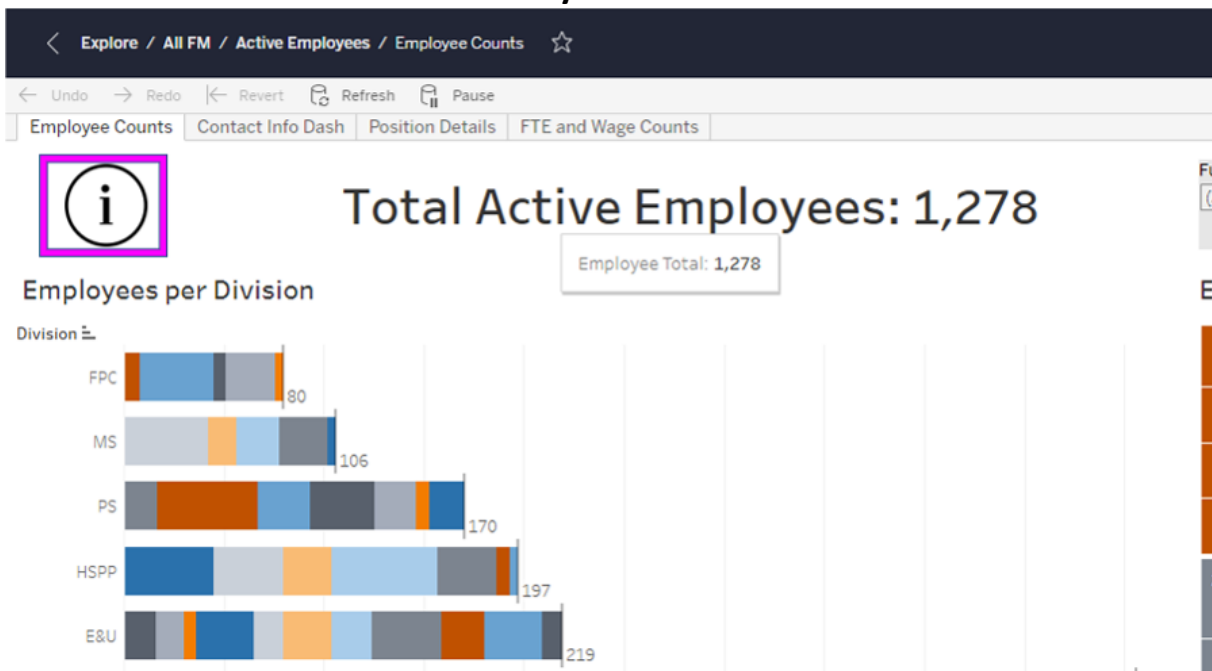 Explore / All FM / Active Employees / Employee Counts
Undo Redo Revert Refresh Pause
Employee Counts Contact Info Dash Position Details FTE and Wage Counts
i
Total Active Employees: 1,278
Employee Total: 1,278
Employees per Division
Division
FPC 80
MS 106
PS 170
HSPP 197
E&U 219